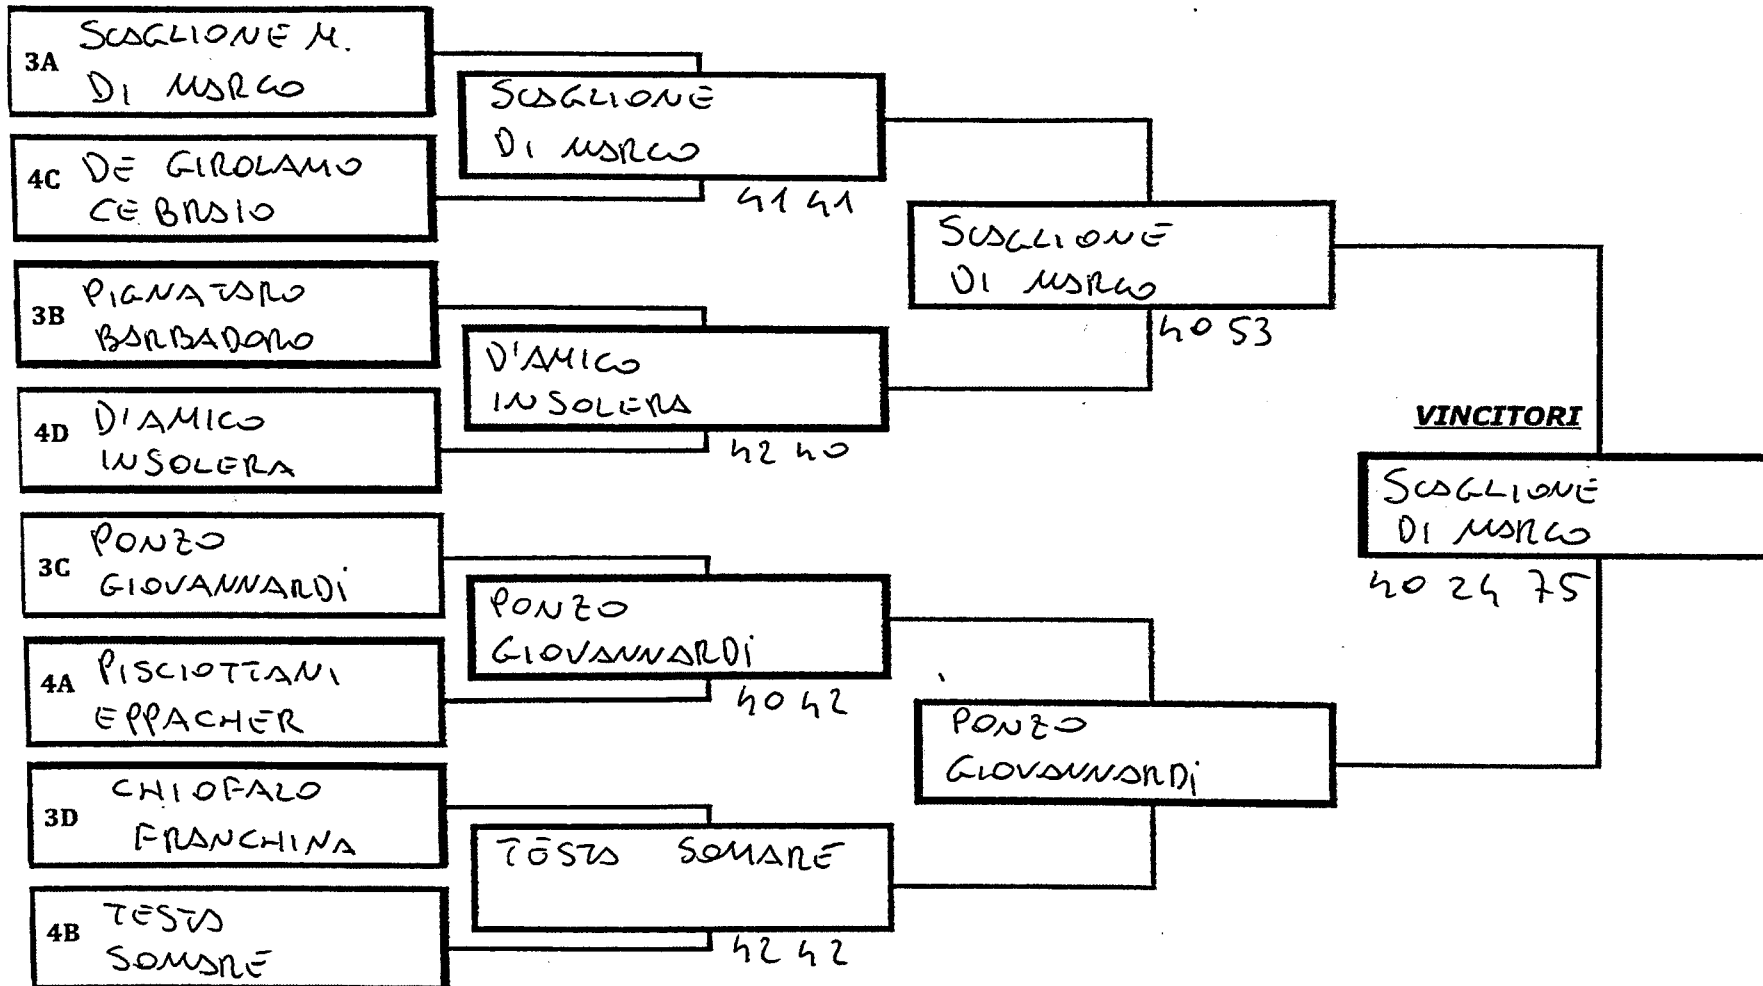 3A SCAGLIONE M.
DI MARCO
4C DE GIROLAMO
CEBRAIO
3B PIGNATARO
BARBADORO
4D D'AMICO
INSOLERA
3C PONZO
GIOVANNARDI
4A PISCIOTTANI
EPPACHER
3D CHIOFALO
FRANCHINA
4B TESTA
SOMARE
SCAGLIONE
DI MARCO
41 41
D'AMICO
INSOLERA
42 40
PONZO
GIOVANNARDI
40 42
TESTA SOMARE
42 42
SCAGLIONE
DI MARCO
40 53
PONZO
GIOVANNARDI
VINCITORI
SCAGLIONE
DI MARCO
40 24 75